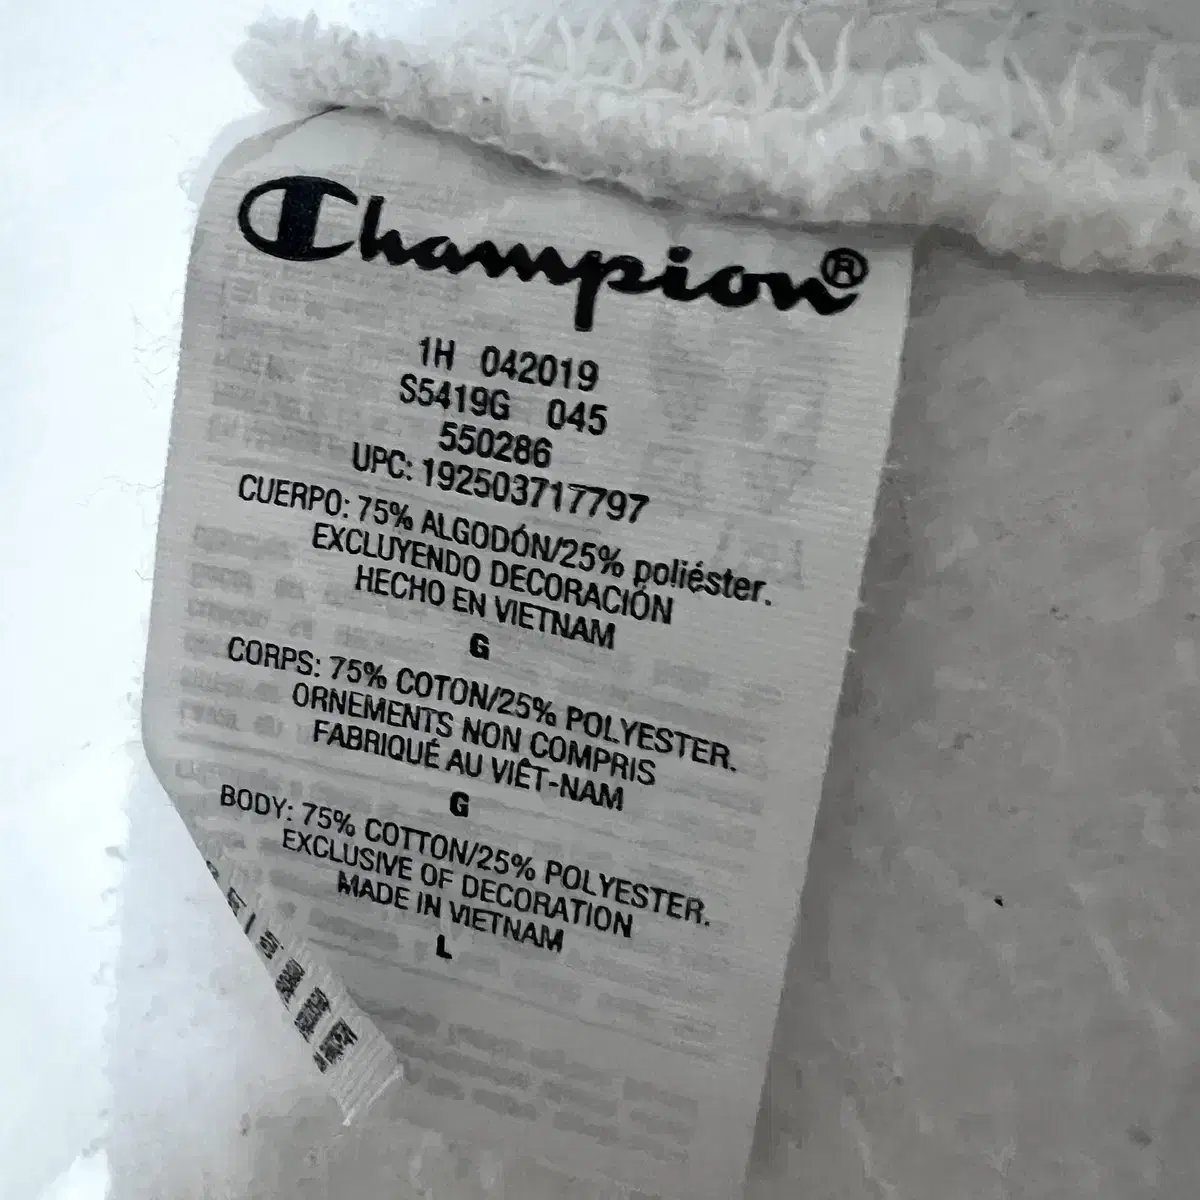 Champion®
1H 042019
S5419G 045
550286
UPC: 192503717797
CUERPO: 75% ALGODÓN/25% poliéster.
EXCLUYENDO DECORACIÓN
HECHO EN VIETNAM
G
CORPS: 75% COTON/25% POLYESTER.
ORNEMENTS NON COMPRIS
FABRIQUÉ AU VIÊT-NAM
G
BODY: 75% COTTON/25% POLYESTER.
EXCLUSIVE OF DECORATION
MADE IN VIETNAM
L